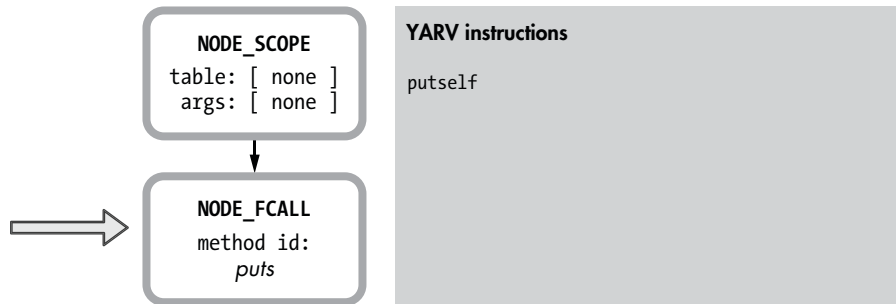 NODE_SCOPE
table: [ none ]
args: [ none ]
NODE_FCALL
method id:
puts
YARV instructions
putself